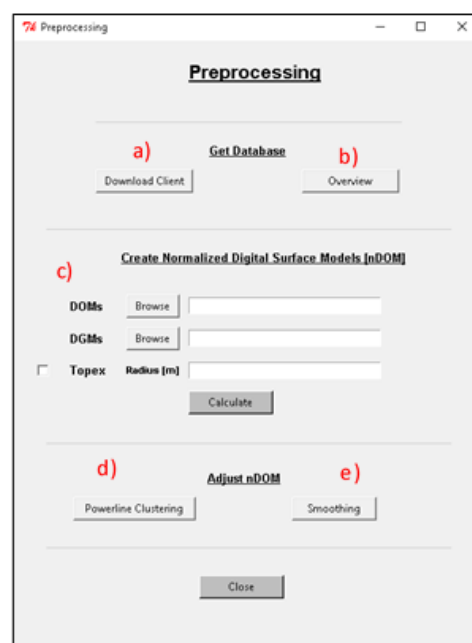 Preprocessing
Preprocessing
a)
Get Database
b)
Download Client
Overview
Create Normalized Digital Surface Models [nDOM]
c)
DOMs Browse
DGMs Browse
Topex Radius [m]
Calculate
d)
Adjust nDOM
e)
Powerline Clustering
Smoothing
Close